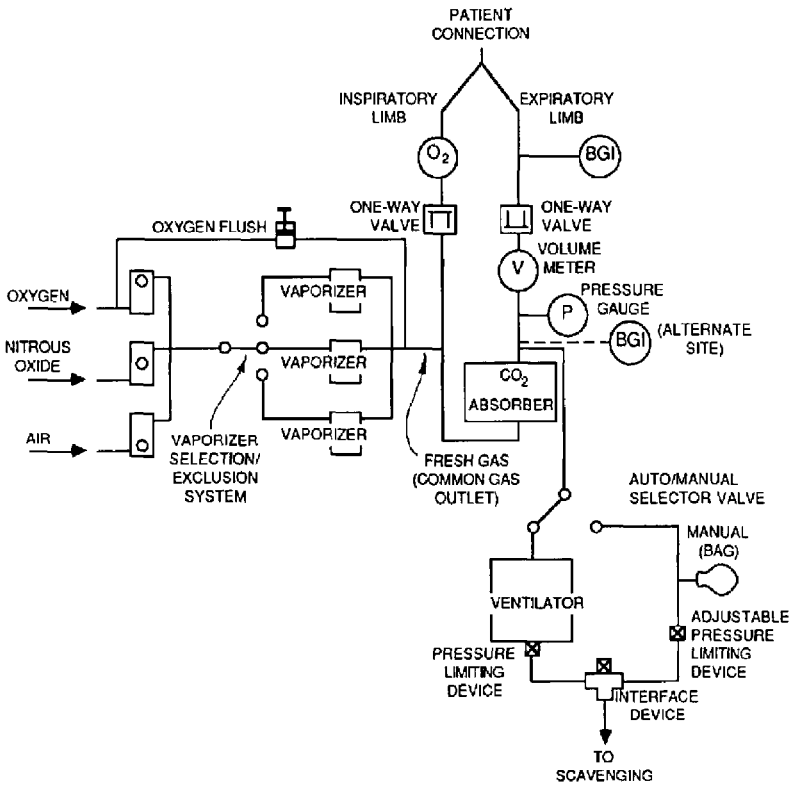 PATIENT
CONNECTION
INSPIRATORY
LIMB
EXPIRATORY
LIMB
O2
BGI
ONE-WAY
VALVE
ONE-WAY
VALVE
OXYGEN FLUSH
VOLUME
METER
V
PRESSURE
GAUGE
P
BGI
(ALTERNATE
SITE)
OXYGEN
NITROUS
OXIDE
AIR
VAPORIZER
VAPORIZER
VAPORIZER
VAPORIZER
SELECTION/
EXCLUSION
SYSTEM
FRESH GAS
(COMMON GAS
OUTLET)
CO2
ABSORBER
AUTO/MANUAL
SELECTOR VALVE
MANUAL
(BAG)
VENTILATOR
PRESSURE
LIMITING
DEVICE
ADJUSTABLE
PRESSURE
LIMITING
DEVICE
INTERFACE
DEVICE
TO
SCAVENGING